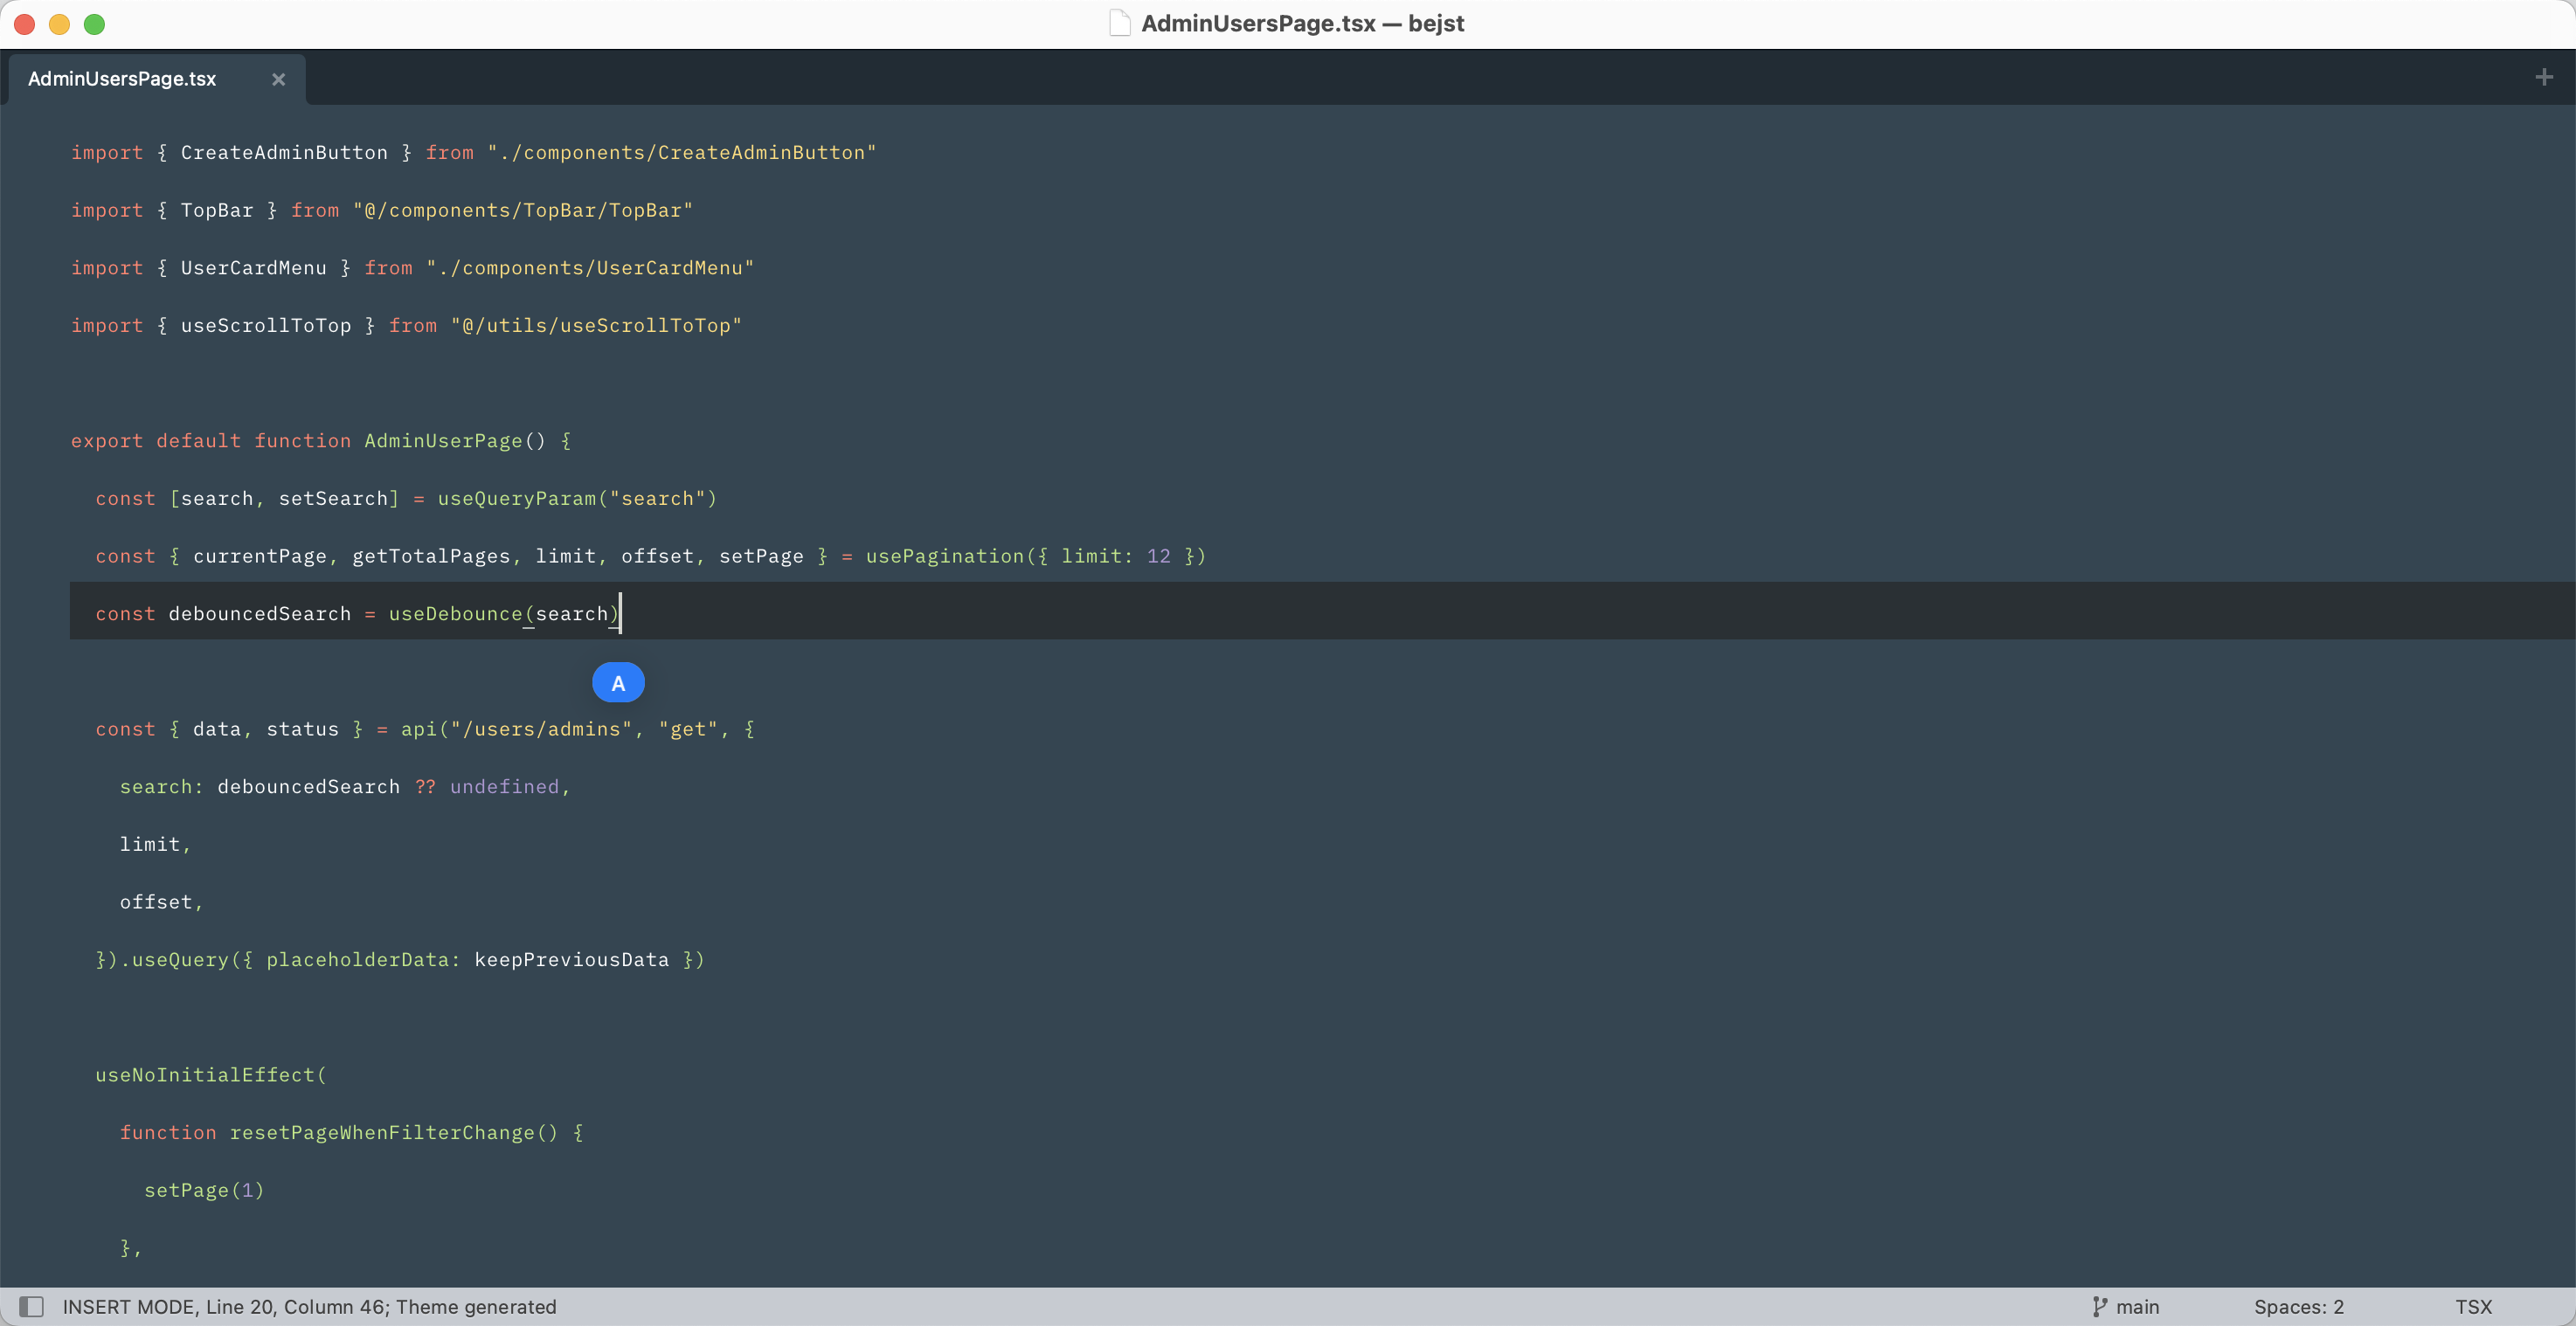 AdminUsersPage.tsx — bejst
AdminUsersPage.tsx
import { CreateAdminButton } from "./components/CreateAdminButton"
import { TopBar } from "@/components/TopBar/TopBar"
import { UserCardMenu } from "./components/UserCardMenu"
import { useScrollToTop } from "@/utils/useScrollToTop"
export default function AdminUserPage() {
const [search, setSearch] = useQueryParam("search")
const { currentPage, getTotalPages, limit, offset, setPage } = usePagination({ limit: 12 })
const debouncedSearch = useDebounce(search)
A
const { data, status } = api("/users/admins", "get", {
search: debouncedSearch ?? undefined,
limit,
offset,
}).useQuery({ placeholderData: keepPreviousData })
useNoInitialEffect(
function resetPageWhenFilterChange() {
setPage(1)
},
INSERT MODE, Line 20, Column 46; Theme generated
main
Spaces: 2
TSX